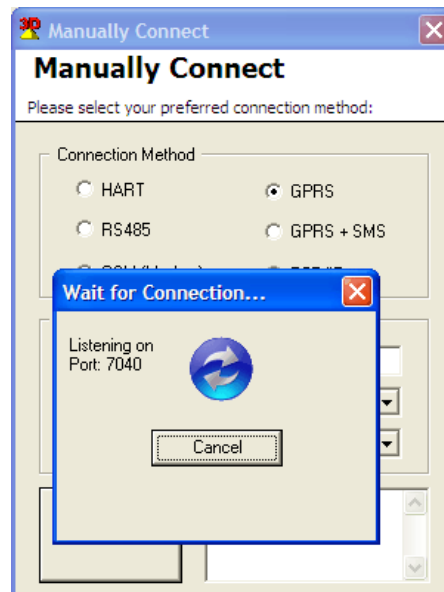 Manually Connect
Manually Connect
Please select your preferred connection method:
Connection Method
HART
GPRS
RS485
GPRS + SMS
Wait for Connection...
Listening on
Port: 7040
Cancel